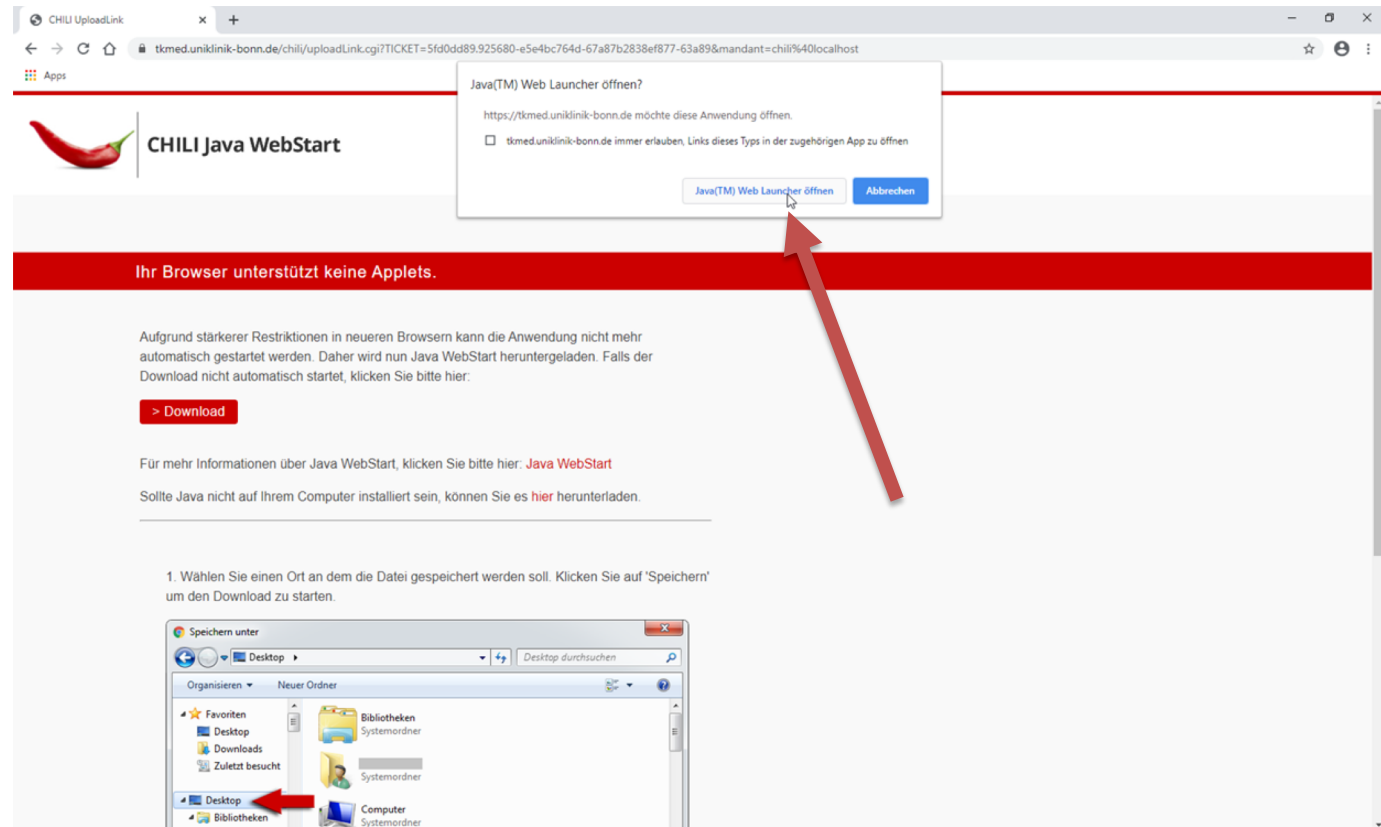 CHILI UploadLink
tkmed.uniklinik-bonn.de/chili/uploadLink.cgi?TICKET=5fd0dd89.925680-e5e4bc764d-67a87b2838ef877-63a89&mandant=chili%40localhost
Apps
Java(TM) Web Launcher öffnen?
https://tkmed.uniklinik-bonn.de möchte diese Anwendung öffnen.
tkmed.uniklinik-bonn.de immer erlauben, Links dieses Typs in der zugehörigen App zu öffnen
Java(TM) Web Launcher öffnen Abbrechen
CHILI Java WebStart
Ihr Browser unterstützt keine Applets.
Aufgrund stärkerer Restriktionen in neueren Browsern kann die Anwendung nicht mehr
automatisch gestartet werden. Daher wird nun Java WebStart heruntergeladen. Falls der
Download nicht automatisch startet, klicken Sie bitte hier:
> Download
Für mehr Informationen über Java WebStart, klicken Sie bitte hier: Java WebStart
Sollte Java nicht auf Ihrem Computer installiert sein, können Sie es hier herunterladen.
1. Wählen Sie einen Ort an dem die Datei gespeichert werden soll. Klicken Sie auf 'Speichern'
um den Download zu starten.
Speichern unter
Desktop
Desktop durchsuchen
Organisieren Neuer Ordner
Favoriten
Desktop
Downloads
Zuletzt besucht
Desktop
Bibliotheken
Bibliotheken
Systemordner
Systemordner
Computer
Systemordner